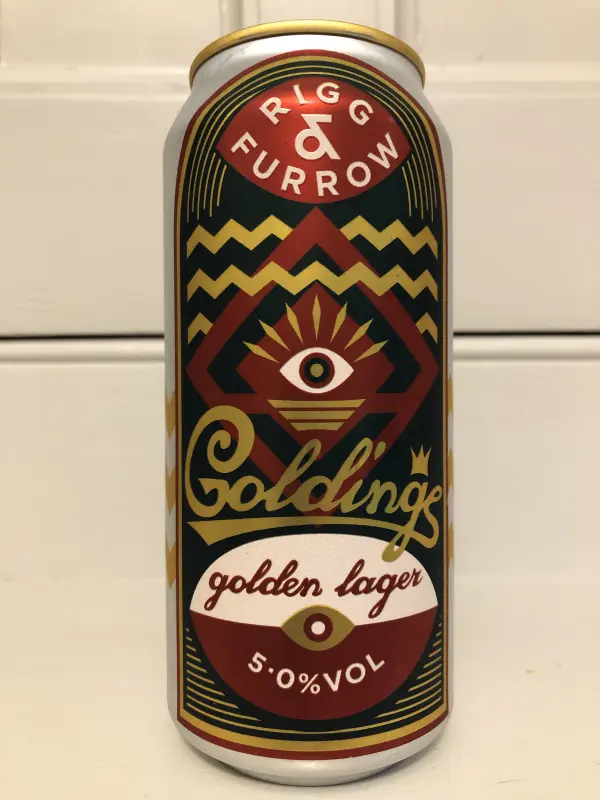 RIGG
&
FURROW
Goldings
golden lager
5.0%VOL